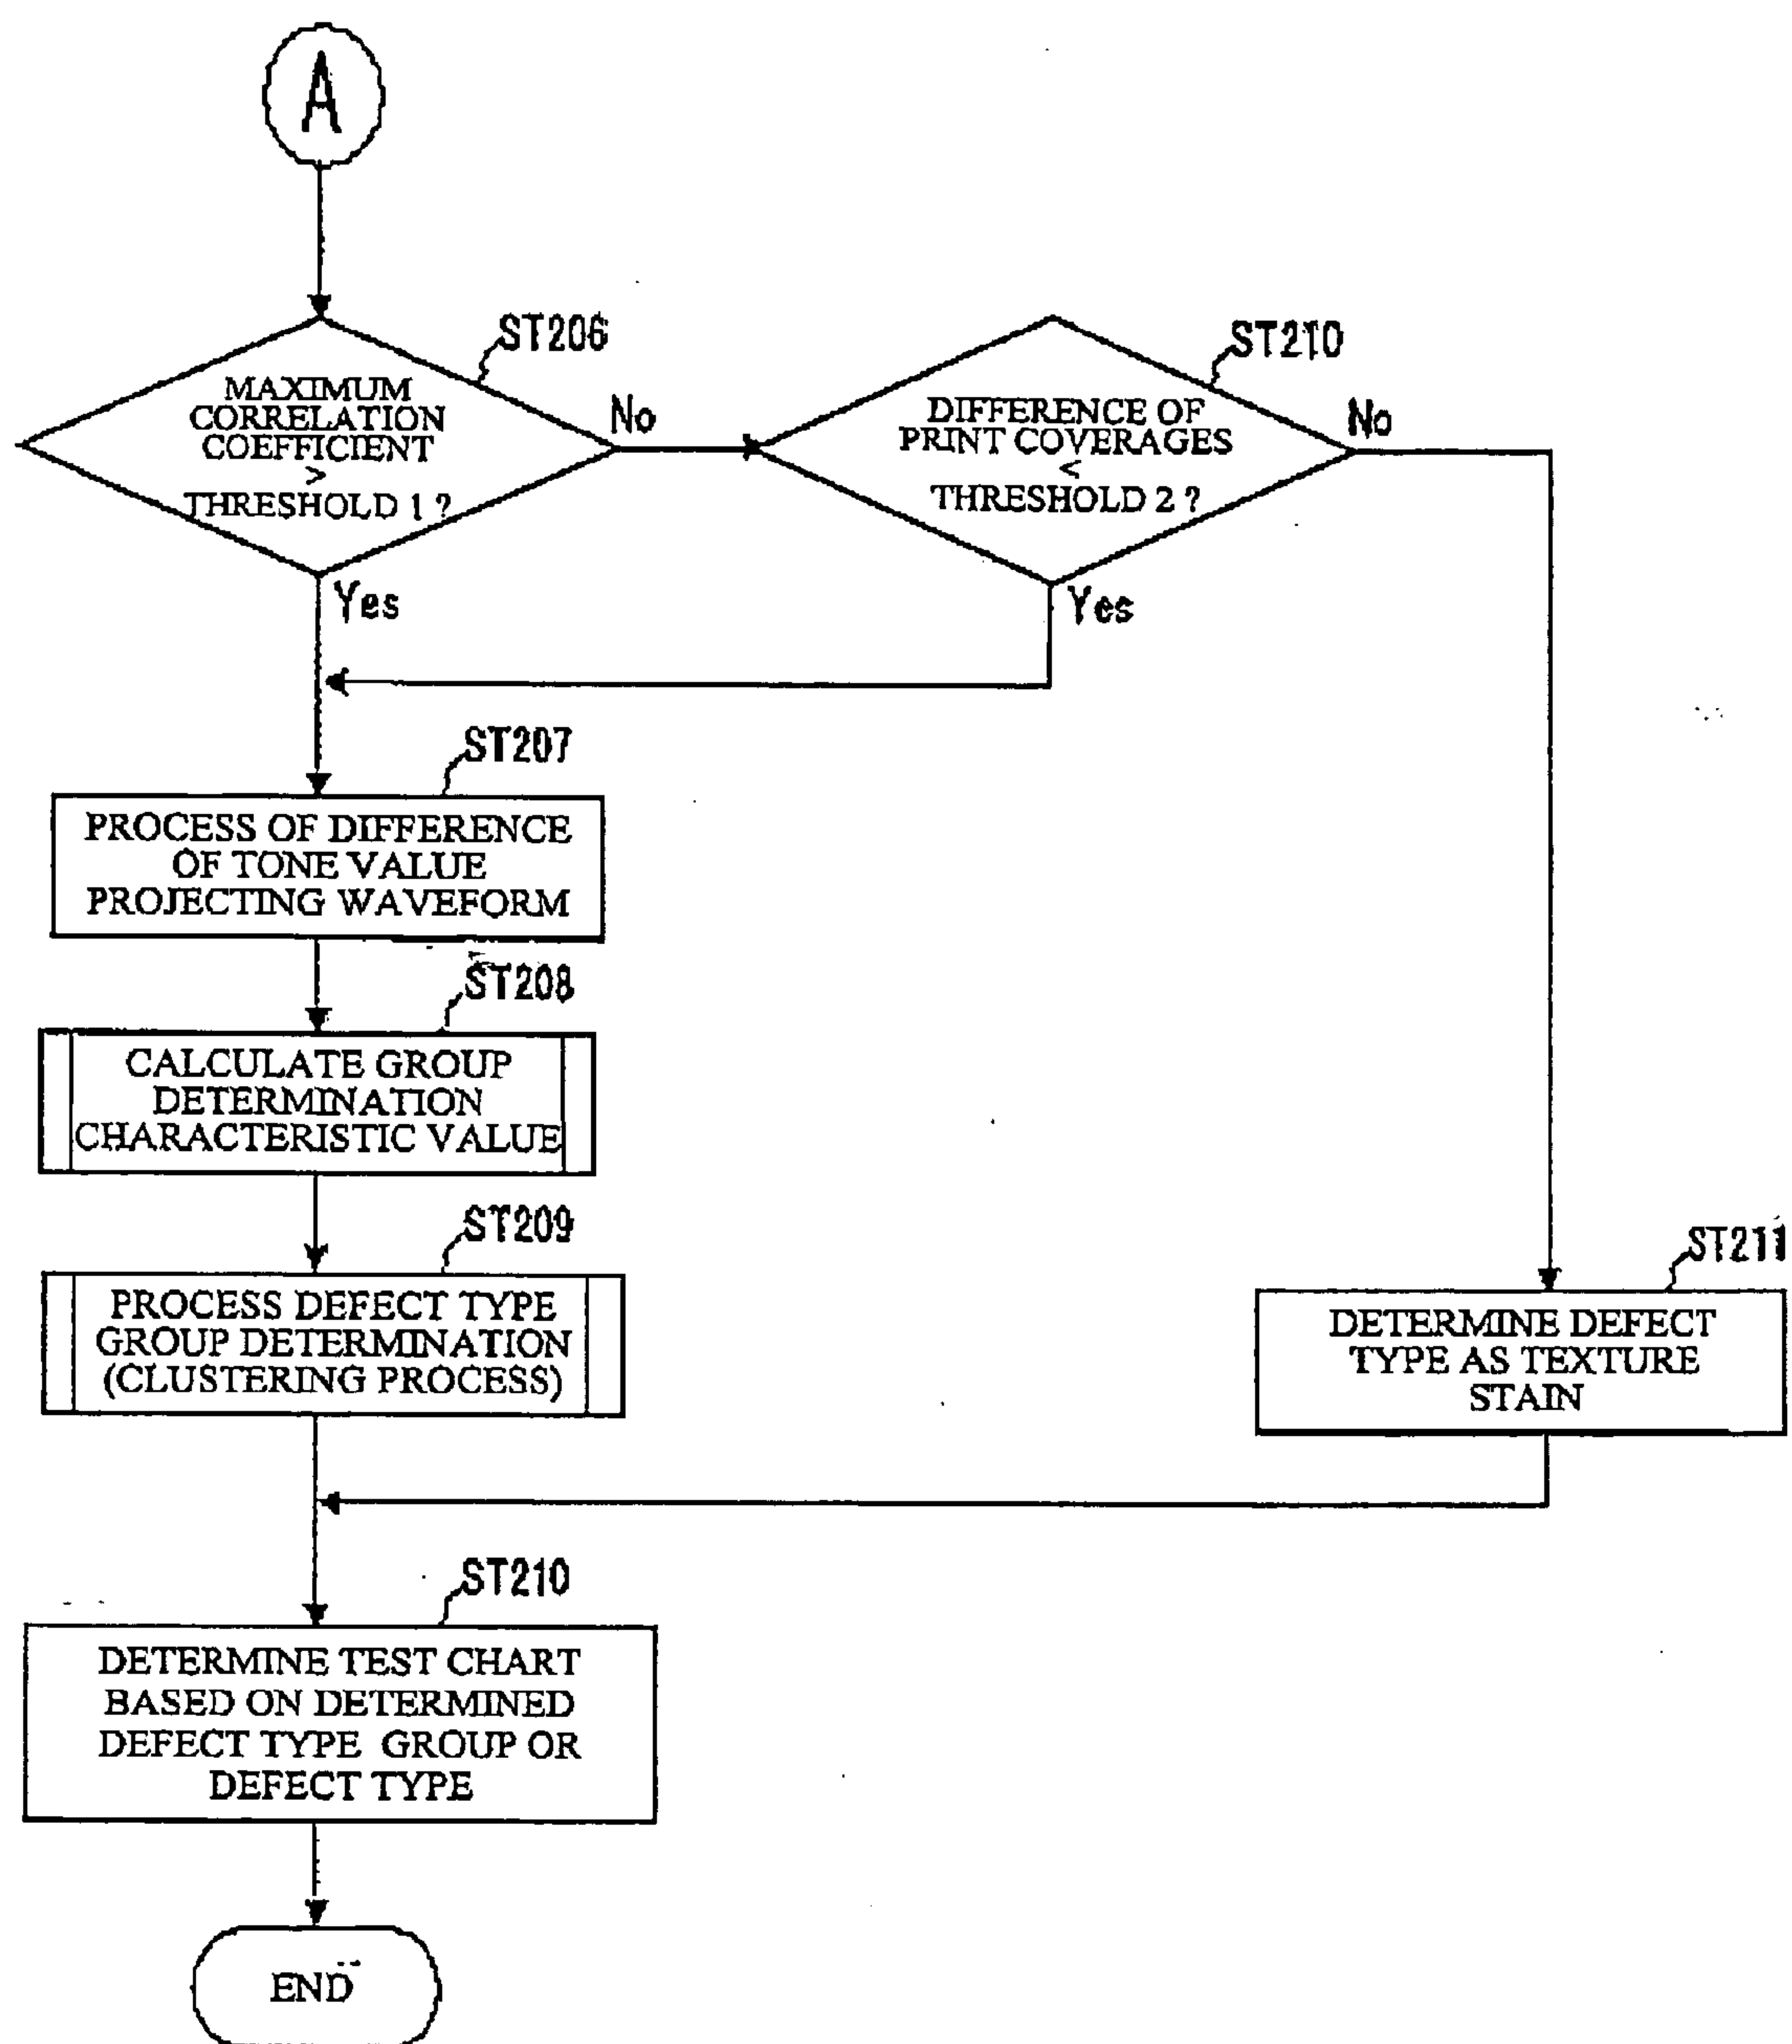 A
ST206
MAXIMUM
CORRELATION
COEFFICIENT
>
THRESHOLD 1 ?
No
Yes
ST210
DIFFERENCE OF
PRINT COVERAGES
<
THRESHOLD 2 ?
No
Yes
ST207
PROCESS OF DIFFERENCE
OF TONE VALUE
PROJECTING WAVEFORM
ST208
CALCULATE GROUP
DETERMINATION
CHARACTERISTIC VALUE
ST209
PROCESS DEFECT TYPE
GROUP DETERMINATION
(CLUSTERING PROCESS)
ST211
DETERMINE DEFECT
TYPE AS TEXTURE
STAIN
ST210
DETERMINE TEST CHART
BASED ON DETERMINED
DEFECT TYPE GROUP OR
DEFECT TYPE
END